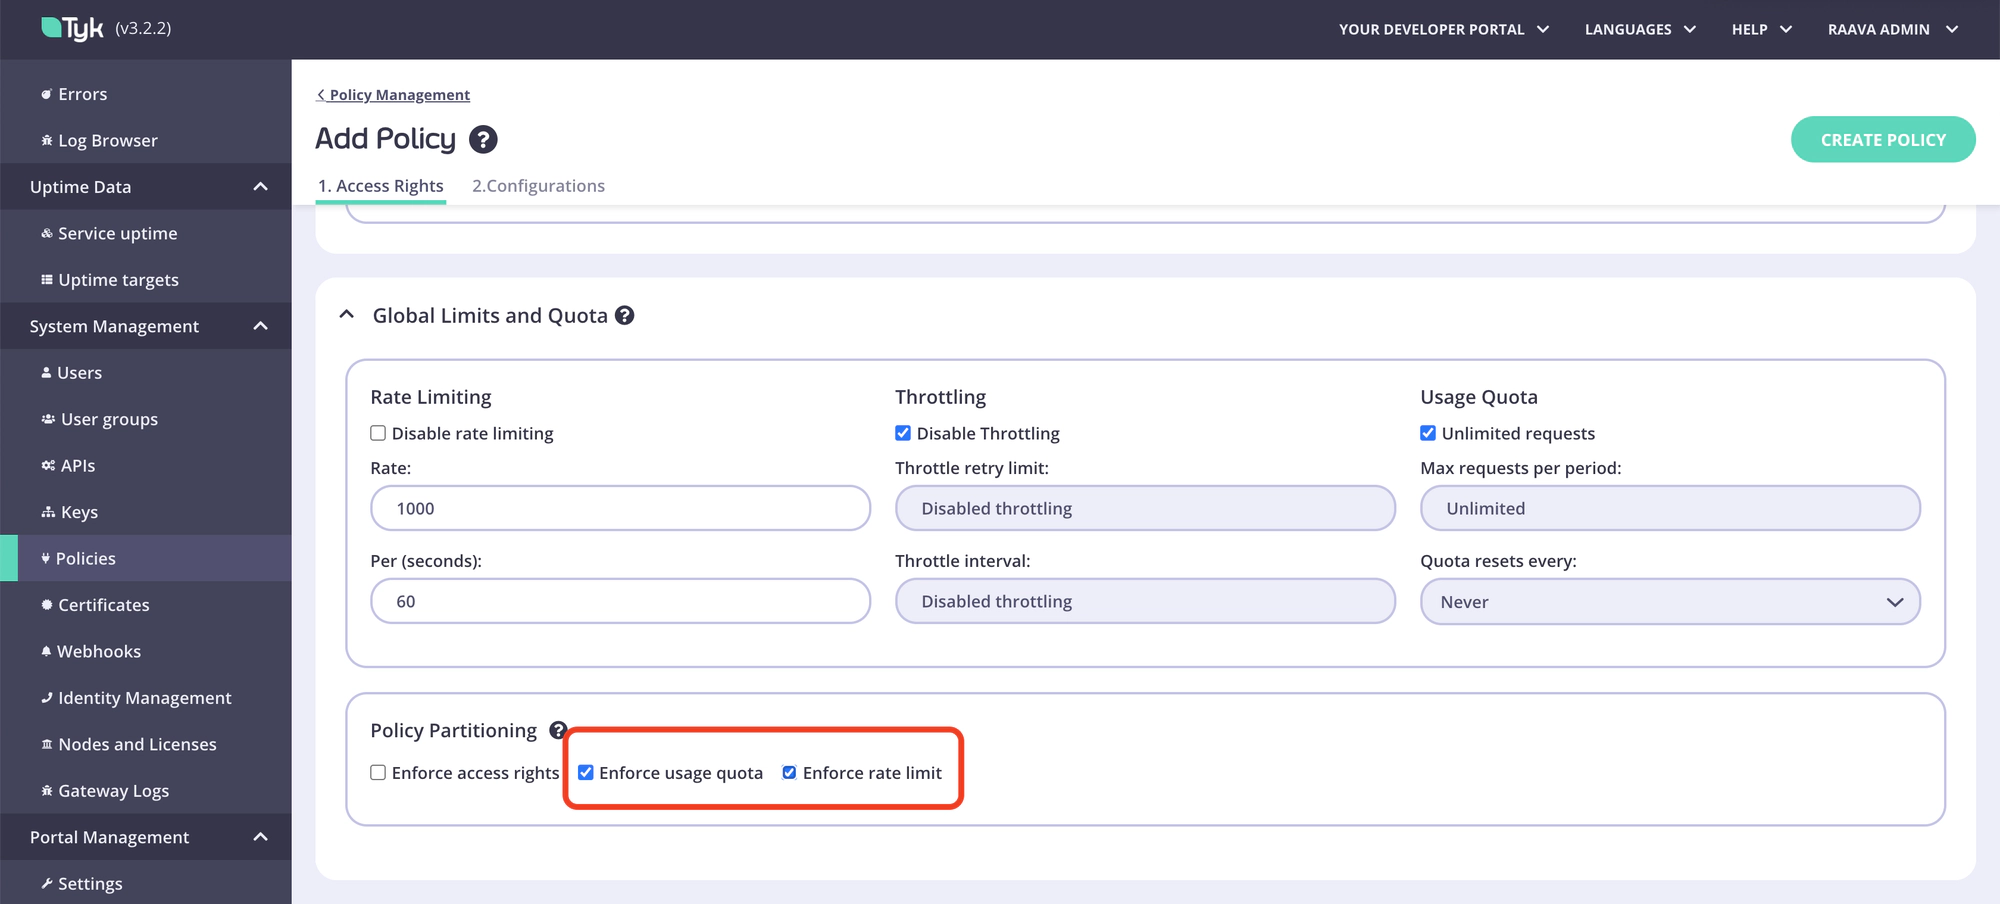 Tyk (v3.2.2)
YOUR DEVELOPER PORTAL LANGUAGES HELP RAAVA ADMIN
Errors
Log Browser
Uptime Data
Service uptime
Uptime targets
System Management
Users
User groups
APIs
Keys
Policies
Certificates
Webhooks
Identity Management
Nodes and Licenses
Gateway Logs
Portal Management
Settings
Policy Management
Add Policy ?
CREATE POLICY
1. Access Rights 2.Configurations
Global Limits and Quota ?
Rate Limiting
Disable rate limiting
Rate:
1000
Per (seconds):
60
Throttling
Disable Throttling
Throttle retry limit:
Disabled throttling
Throttle interval:
Disabled throttling
Usage Quota
Unlimited requests
Max requests per period:
Unlimited
Quota resets every:
Never
Policy Partitioning ?
Enforce access rights Enforce usage quota Enforce rate limit